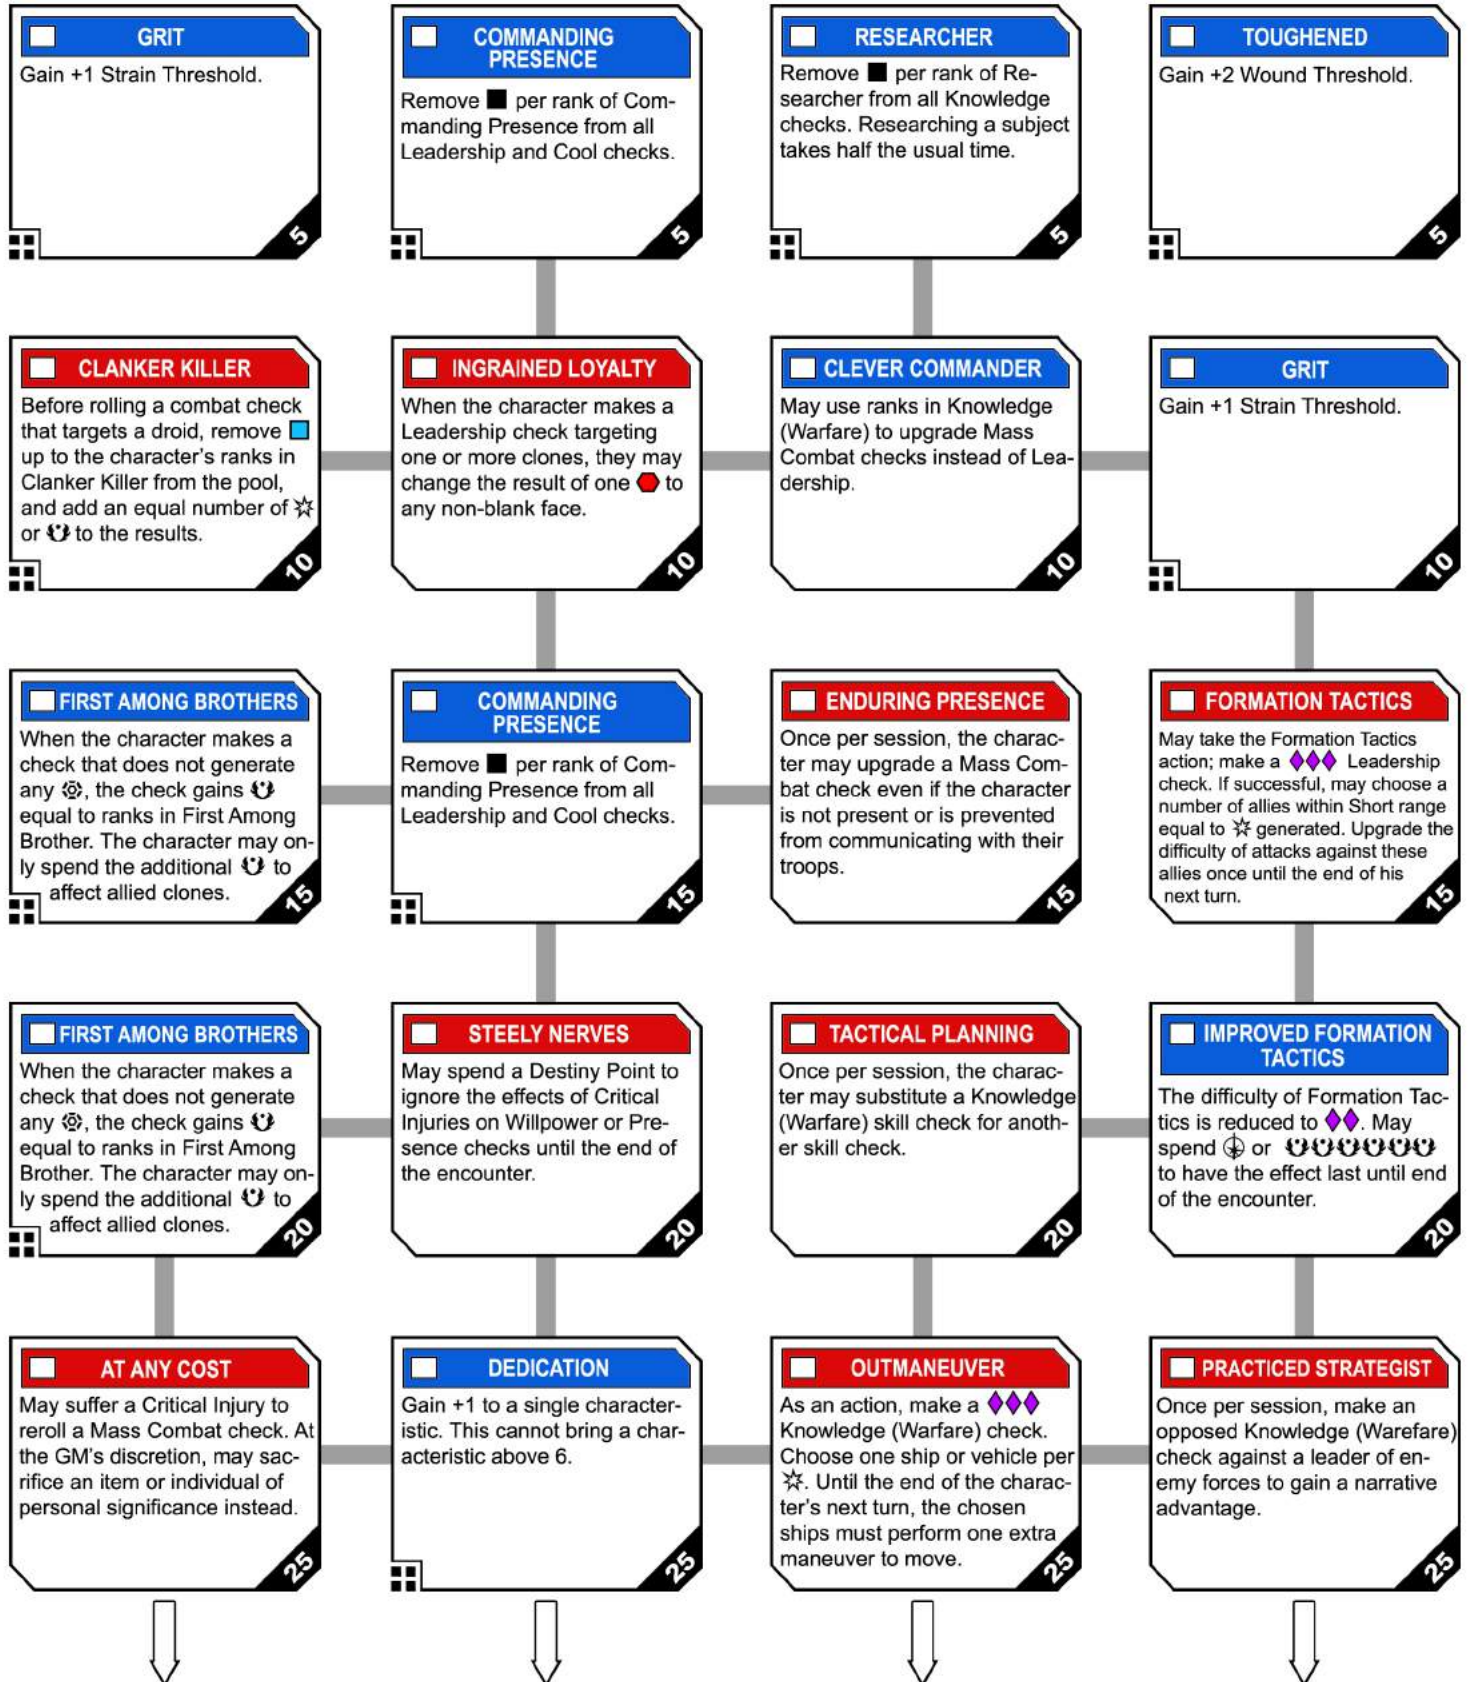 GRIT
Gain +1 Strain Threshold.
5
COMMANDING
PRESENCE
Remove per rank of Com-
manding Presence from all
Leadership and Cool checks.
5
RESEARCHER
Remove per rank of Re-
searcher from all Knowledge
checks. Researching a subject
takes half the usual time.
5
TOUGHENED
Gain +2 Wound Threshold.
5
CLANKER KILLER
Before rolling a combat check
that targets a droid, remove
up to the character's ranks in
Clanker Killer from the pool,
and add an equal number of
or to the results.
10
INGRAINED LOYALTY
When the character makes a
Leadership check targeting
one or more clones, they may
change the result of one to
any non-blank face.
10
CLEVER COMMANDER
May use ranks in Knowledge
(Warfare) to upgrade Mass
Combat checks instead of Lea-
dership.
10
GRIT
Gain +1 Strain Threshold.
10
FIRST AMONG BROTHERS
When the character makes a
check that does not generate
any , the check gains
equal to ranks in First Among
Brother. The character may on-
ly spend the additional to
affect allied clones.
15
COMMANDING
PRESENCE
Remove per rank of Com-
manding Presence from all
Leadership and Cool checks.
15
ENDURING PRESENCE
Once per session, the charac-
ter may upgrade a Mass Com-
bat check even if the character
is not present or is prevented
from communicating with their
troops.
15
FORMATION TACTICS
May take the Formation Tactics
action; make a Leadership
check. If successful, may choose a
number of allies within Short range
equal to generated. Upgrade the
difficulty of attacks against these
allies once until the end of his
next turn.
15
FIRST AMONG BROTHERS
When the character makes a
check that does not generate
any , the check gains
equal to ranks in First Among
Brother. The character may on-
ly spend the additional to
affect allied clones.
20
STEELY NERVES
May spend a Destiny Point to
ignore the effects of Critical
Injuries on Willpower or Pre-
sence checks until the end of
the encounter.
20
TACTICAL PLANNING
Once per session, the charac-
ter may substitute a Knowledge
(Warfare) skill check for anoth-
er skill check.
20
IMPROVED FORMATION
TACTICS
The difficulty of Formation Tac-
tics is reduced to . May
spend or
to have the effect last until end
of the encounter.
20
AT ANY COST
May suffer a Critical Injury to
reroll a Mass Combat check. At
the GM's discretion, may sac-
rifice an item or individual of
personal significance instead.
25
DEDICATION
Gain +1 to a single character-
istic. This cannot bring a char-
acteristic above 6.
25
OUTMANEUVER
As an action, make a
Knowledge (Warfare) check.
Choose one ship or vehicle per
. Until the end of the charac-
ter's next turn, the chosen
ships must perform one extra
maneuver to move.
25
PRACTICED STRATEGIST
Once per session, make an
opposed Knowledge (Warefare)
check against a leader of en-
emy forces to gain a narrative
advantage.
25